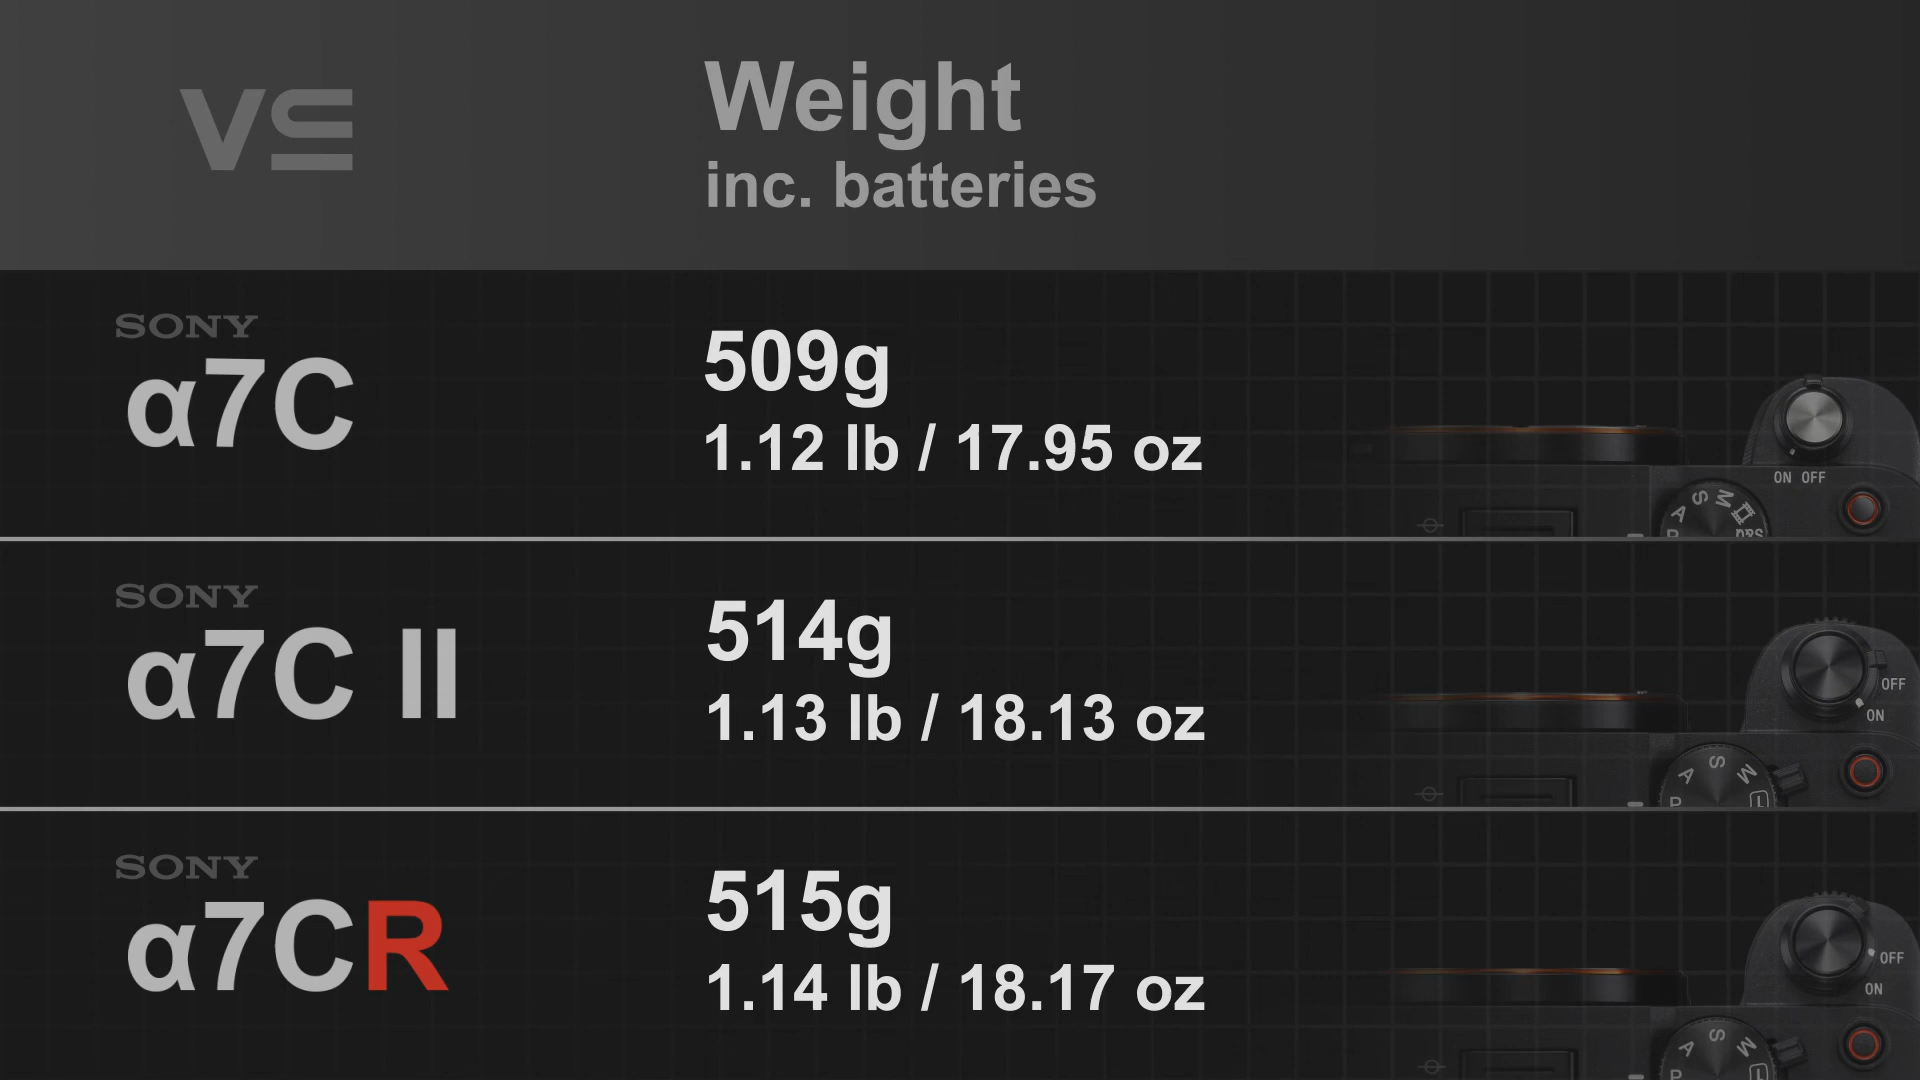 VS
Weight
inc. batteries
SONY
α7C
509g
1.12 lb / 17.95 oz
ON OFF
A S M
P S&Q
SONY
α7C II
514g
1.13 lb / 18.13 oz
OFF
ON
A S M
P
SONY
α7CR
515g
1.14 lb / 18.17 oz
OFF
ON
A S M
P